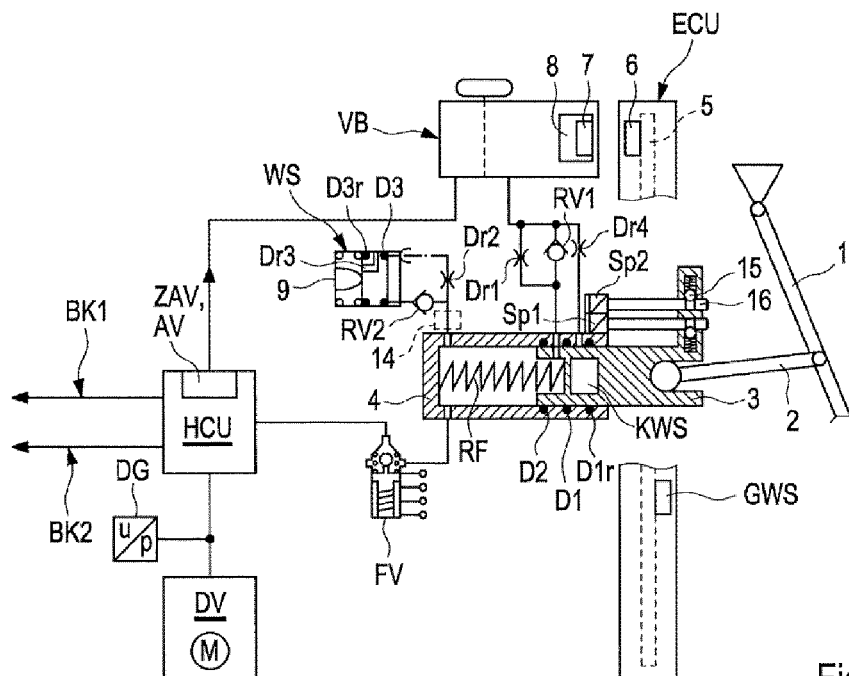 ECU
8 7 6 5
VB
WS
D3r D3
RV1
Dr4
Dr2
Dr3
9
Dr1
Sp2
15
16
1
ZAV,
AV
Sp1
RV2
BK1
14
HCU
4
RF
2
3
KWS
D2 D1 D1r
DG
GWS
u
p
BK2
FV
DV
M
Fi